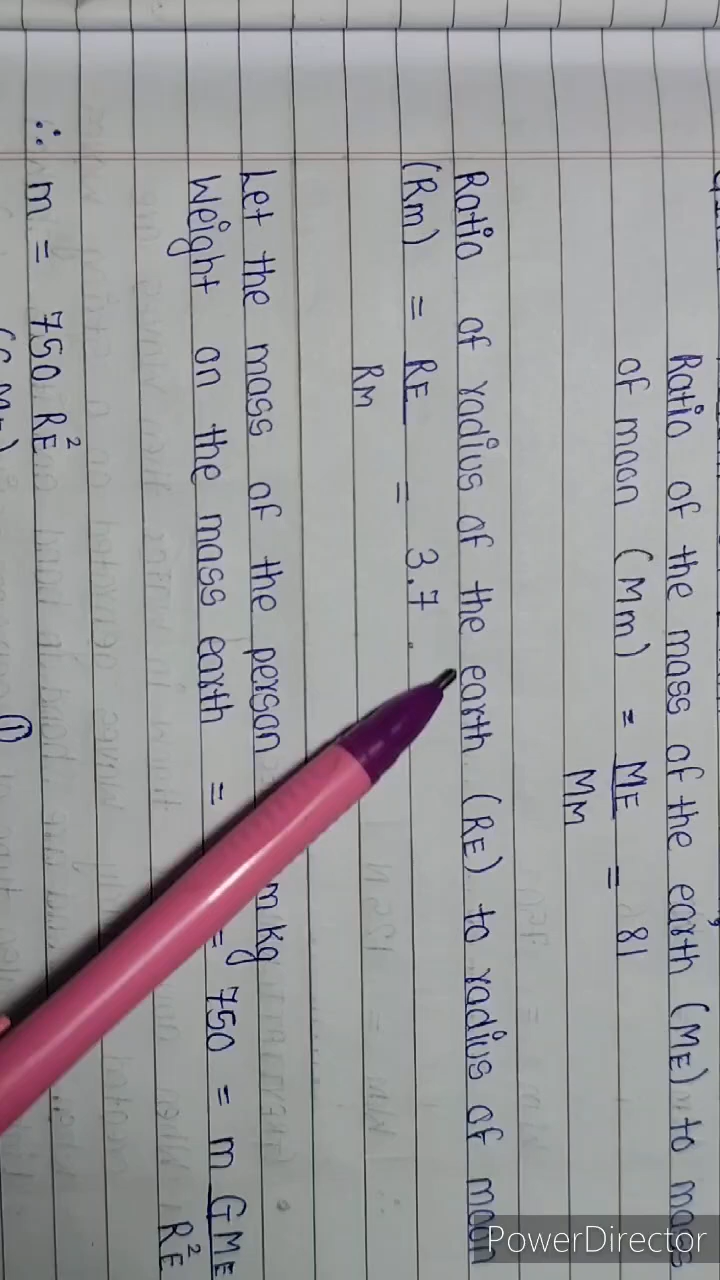 Ratio of the mass of the earth (ME) to mass
of moon (Mm) = ME = 81
MM
Ratio of radius of the earth (RE) to radius of moon
(Rm) = RE = 3.7
RM
Let the mass of the person m kg
Weight on the mass earth = = 750 = m GME
R²E
∴ m = 750 R²E
①
PowerDirector